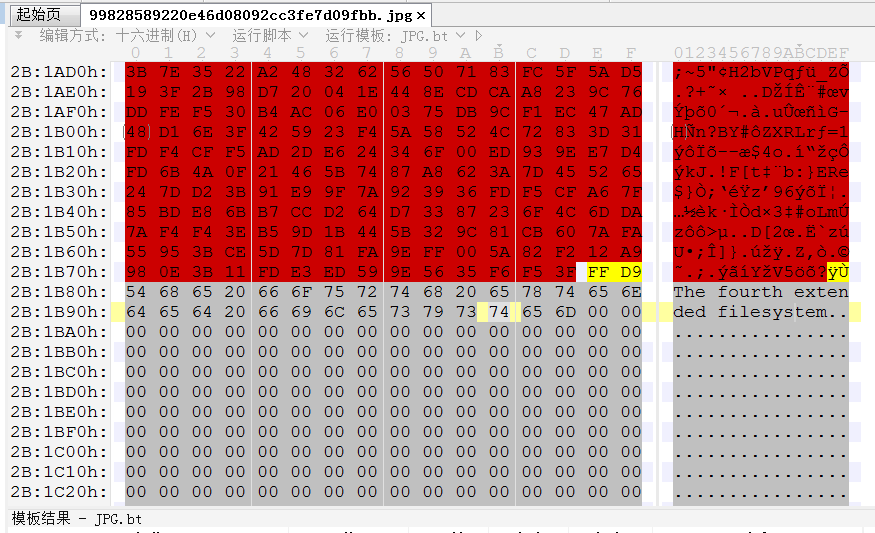 起始页 99828589220e46d08092cc3fe7d09fbb.jpg ×
编辑方式: 十六进制(H) 运行脚本 运行模板: JPG.bt
0 1 2 3 4 5 6 7 8 9 A B C D E F 0123456789ABCDEF
2B:1AD0h: 3B 7E 35 22 A2 48 32 62 56 50 71 83 FC 5F 5A D5 ;~5"¢H2bVPqƒü_ZÕ
2B:1AE0h: 19 3F 2B 98 D7 20 04 1E 44 8E CD CA A8 23 9C 76 .?+˜× ..DŽÍÊ¨#œv
2B:1AF0h: DD FE F5 30 B4 AC 06 E0 03 75 DB 9C F1 EC 47 AD Ýþõ0´¬.à.uÛœñìG-
2B:1B00h: 48 D1 6E 3F 42 59 23 F4 5A 58 52 4C 72 83 3D 31 HÑn?BY#ôZXRLrƒ=1
2B:1B10h: FD F4 CF F5 AD 2D E6 24 34 6F 00 ED 93 9E E7 D4 ýôÏõ--æ$4o.í“žçÔ
2B:1B20h: FD 6B 4A 0F 21 46 5B 74 87 A8 62 3A 7D 45 52 65 ýkJ.!F[t‡¨b:}ERe
2B:1B30h: 24 7D D2 3B 91 E9 9F 7A 92 39 36 FD F5 CF A6 7F $}Ò;‘éŸz’96ýõÏ¦.
2B:1B40h: 85 BD E8 6B B7 CC D2 64 D7 33 87 23 6F 4C 6D DA …½èk·ÌÒd×3‡#oLmÚ
2B:1B50h: 7A F4 F4 3E B5 9D 1B 44 5B 32 9C 81 CB 60 7A FA zôô>µ..D[2œ.Ë`zú
2B:1B60h: 55 95 3B CE 5D 7D 81 FA 9E FF 00 5A 82 F2 12 A9 U•;Î]}.úžÿ.Z‚ò.©
2B:1B70h: 98 0E 3B 11 FD E3 ED 59 9E 56 35 F6 F5 3F FF D9 ˜.;.ýãíYžV5öõ?ÿÙ
2B:1B80h: 54 68 65 20 66 6F 75 72 74 68 20 65 78 74 65 6E The fourth exten
2B:1B90h: 64 65 64 20 66 69 6C 65 73 79 73 74 65 6D 00 00 ded filesystem..
2B:1BA0h: 00 00 00 00 00 00 00 00 00 00 00 00 00 00 00 00 ................
2B:1BB0h: 00 00 00 00 00 00 00 00 00 00 00 00 00 00 00 00 ................
2B:1BC0h: 00 00 00 00 00 00 00 00 00 00 00 00 00 00 00 00 ................
2B:1BD0h: 00 00 00 00 00 00 00 00 00 00 00 00 00 00 00 00 ................
2B:1BE0h: 00 00 00 00 00 00 00 00 00 00 00 00 00 00 00 00 ................
2B:1BF0h: 00 00 00 00 00 00 00 00 00 00 00 00 00 00 00 00 ................
2B:1C00h: 00 00 00 00 00 00 00 00 00 00 00 00 00 00 00 00 ................
2B:1C10h: 00 00 00 00 00 00 00 00 00 00 00 00 00 00 00 00 ................
2B:1C20h: 00 00 00 00 00 00 00 00 00 00 00 00 00 00 00 00 ................
模板结果 - JPG.bt